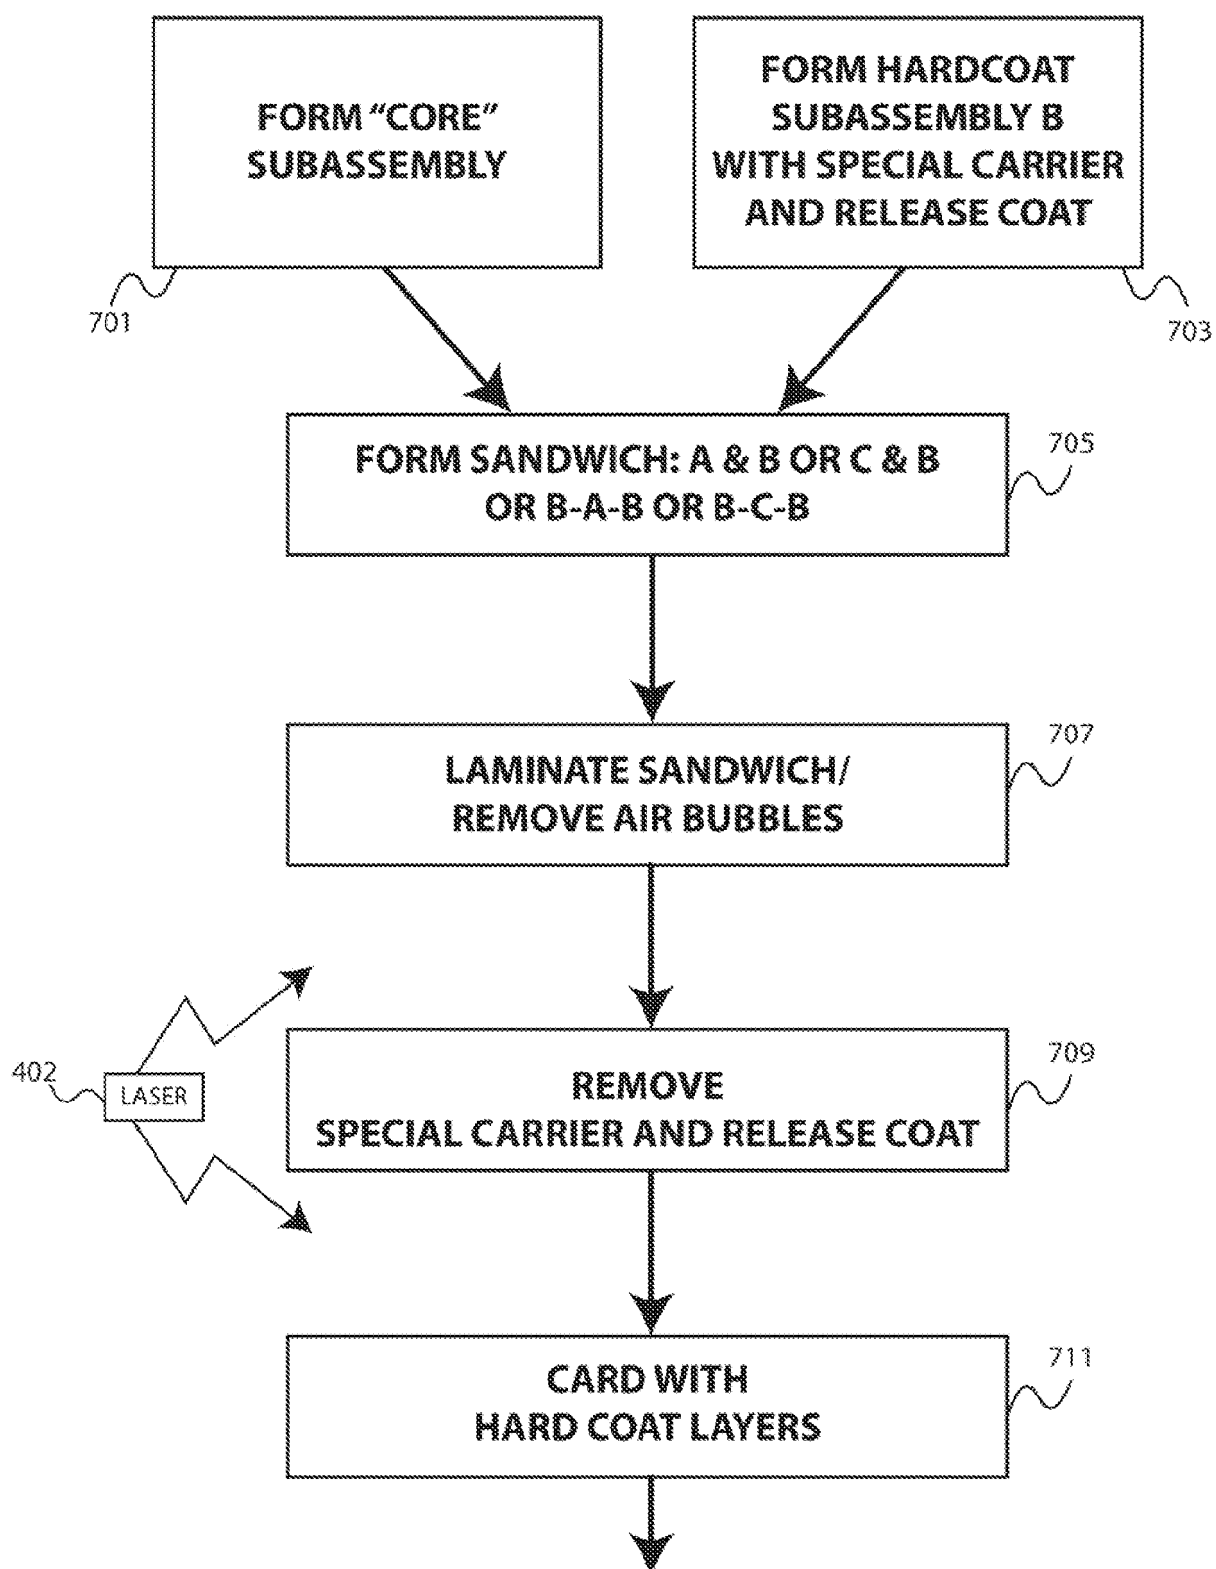 FORM “CORE”
SUBASSEMBLY
701
FORM HARDCOAT
SUBASSEMBLY B
WITH SPECIAL CARRIER
AND RELEASE COAT
703
FORM SANDWICH: A & B OR C & B
OR B-A-B OR B-C-B
705
LAMINATE SANDWICH/
REMOVE AIR BUBBLES
707
402
LASER
REMOVE
SPECIAL CARRIER AND RELEASE COAT
709
CARD WITH
HARD COAT LAYERS
711